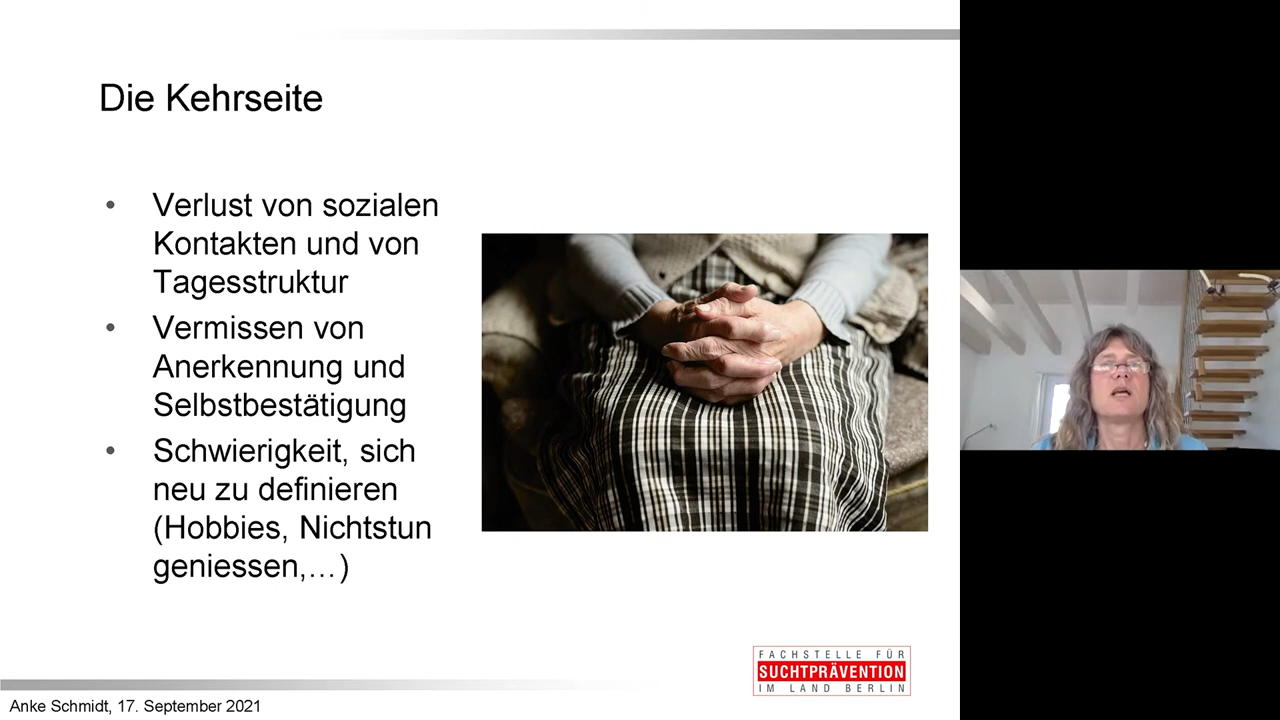 Die Kehrseite
• Verlust von sozialen
Kontakten und von
Tagesstruktur
• Vermissen von
Anerkennung und
Selbstbestätigung
• Schwierigkeit, sich
neu zu definieren
(Hobbies, Nichtstun
geniessen,…)
FACHSTELLE FÜR
SUCHTPRÄVENTION
IM LAND BERLIN
Anke Schmidt, 17. September 2021